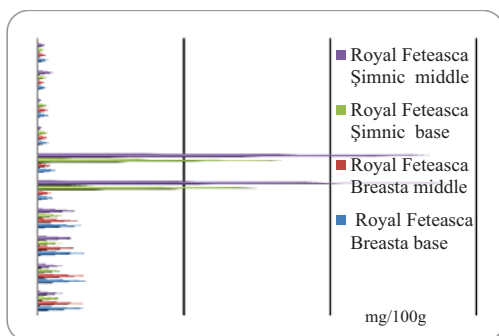 Royal Feteasca
Şimnic middle
Royal Feteasca
Şimnic base
Royal Feteasca
Breasta middle
Royal Feteasca
Breasta base
mg/100g